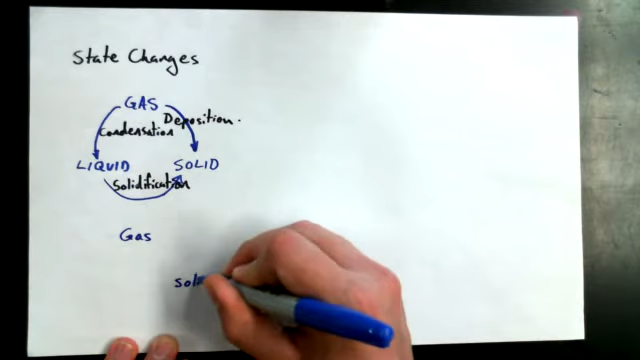 State Changes
GAS
Deposition.
Condensation
LIQUID SOLID
Solidification
Gas
Sol